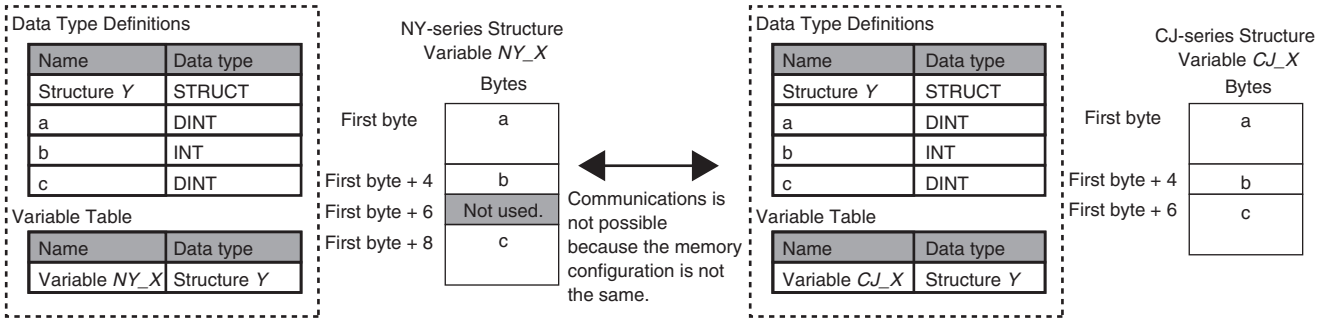 Data Type Definitions
Name Data type
Structure Y STRUCT
a DINT
b INT
c DINT
Variable Table
Name Data type
Variable NY_X Structure Y
NY-series Structure
Variable NY_X
Bytes
First byte a
First byte + 4 b
First byte + 6 Not used.
First byte + 8 c
Communications is
not possible
because the memory
configuration is not
the same.
Data Type Definitions
Name Data type
Structure Y STRUCT
a DINT
b INT
c DINT
Variable Table
Name Data type
Variable CJ_X Structure Y
CJ-series Structure
Variable CJ_X
Bytes
First byte a
First byte + 4 b
First byte + 6 c